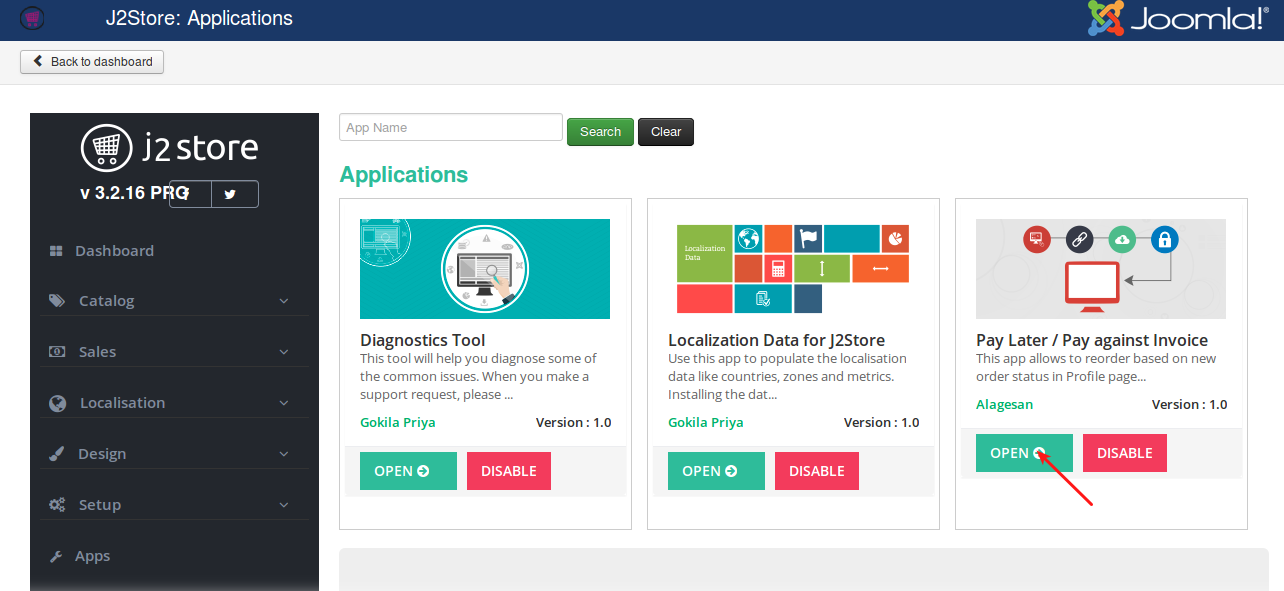 J2Store: Applications
Joomla!®
Back to dashboard
j2store
v 3.2.16 PRO
Dashboard
Catalog
Sales
Localisation
Design
Setup
Apps
App Name
Search
Clear
Applications
Diagnostics Tool
This tool will help you diagnose some of
the common issues. When you make a
support request, please ...
Gokila Priya
Version : 1.0
OPEN
DISABLE
Localization
Data
Localization Data for J2Store
Use this app to populate the localisation
data like countries, zones and metrics.
Installing the dat...
Gokila Priya
Version : 1.0
OPEN
DISABLE
Pay Later / Pay against Invoice
This app allows to reorder based on new
order status in Profile page...
Alagesan
Version : 1.0
OPEN
DISABLE